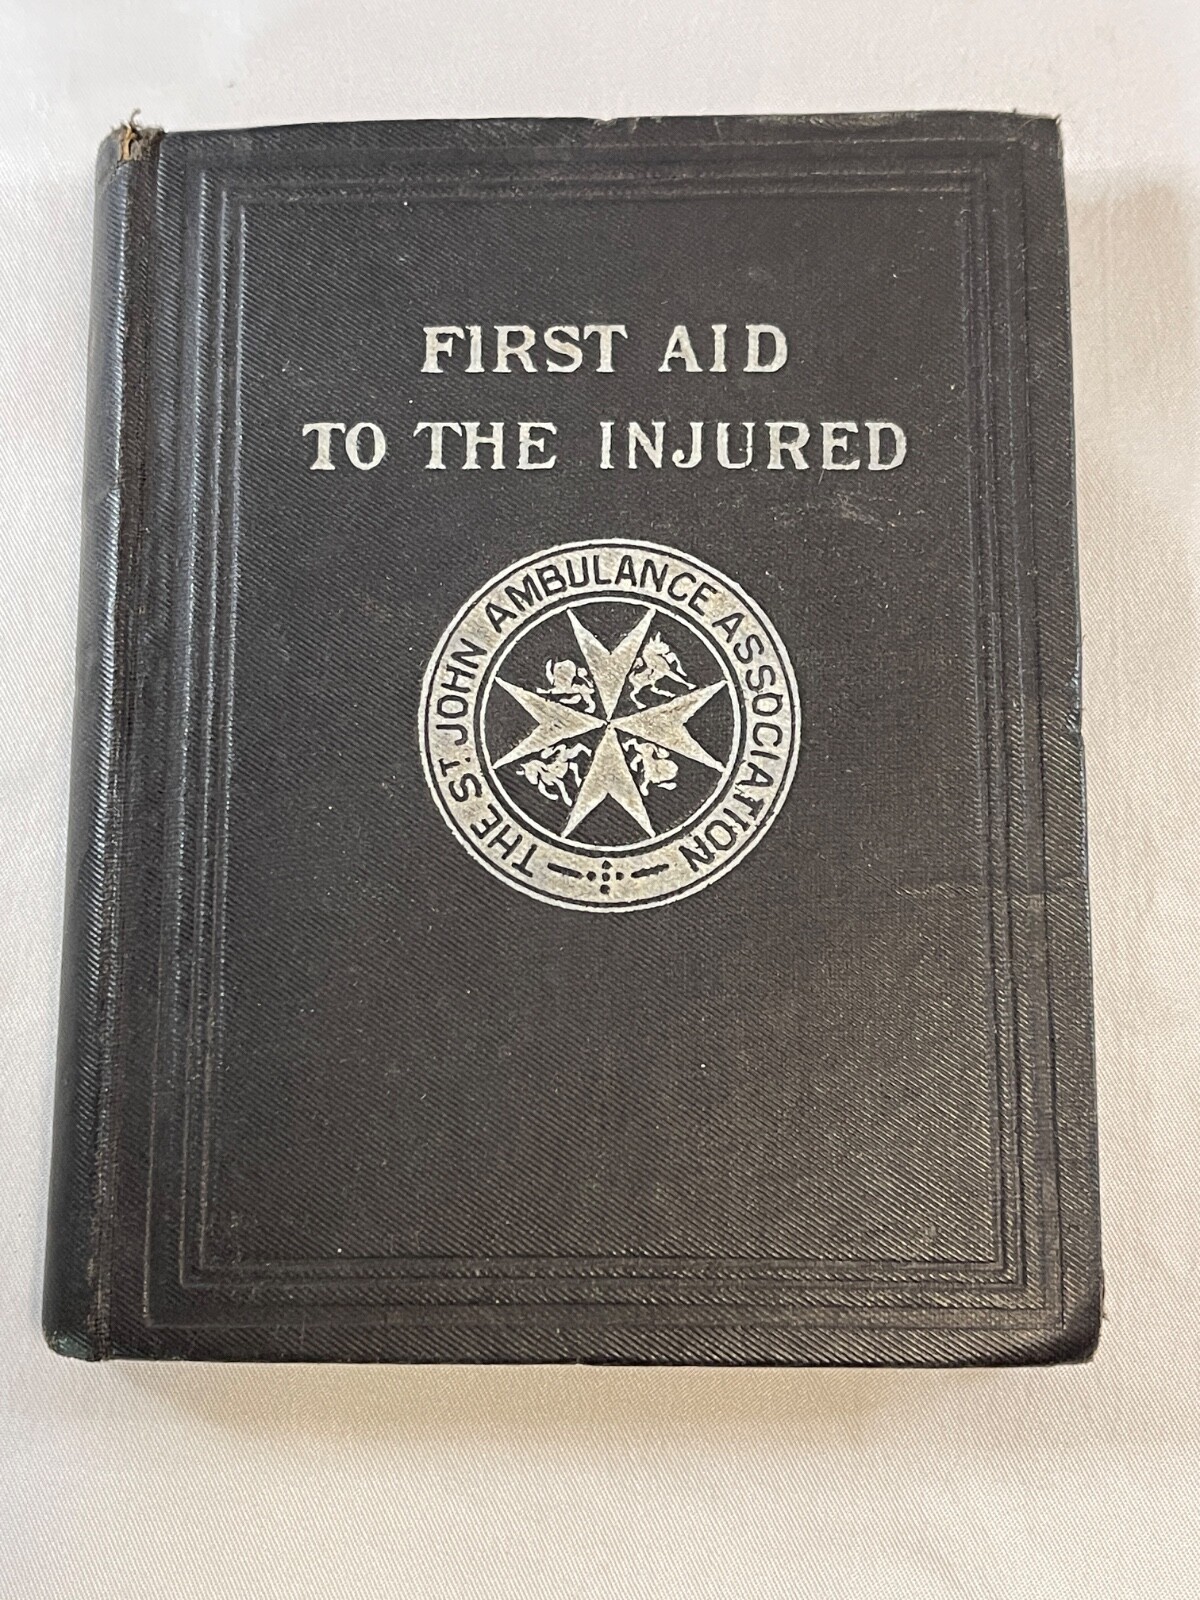 FIRST AID
TO THE INJURED
THE ST JOHN AMBULANCE ASSOCIATION